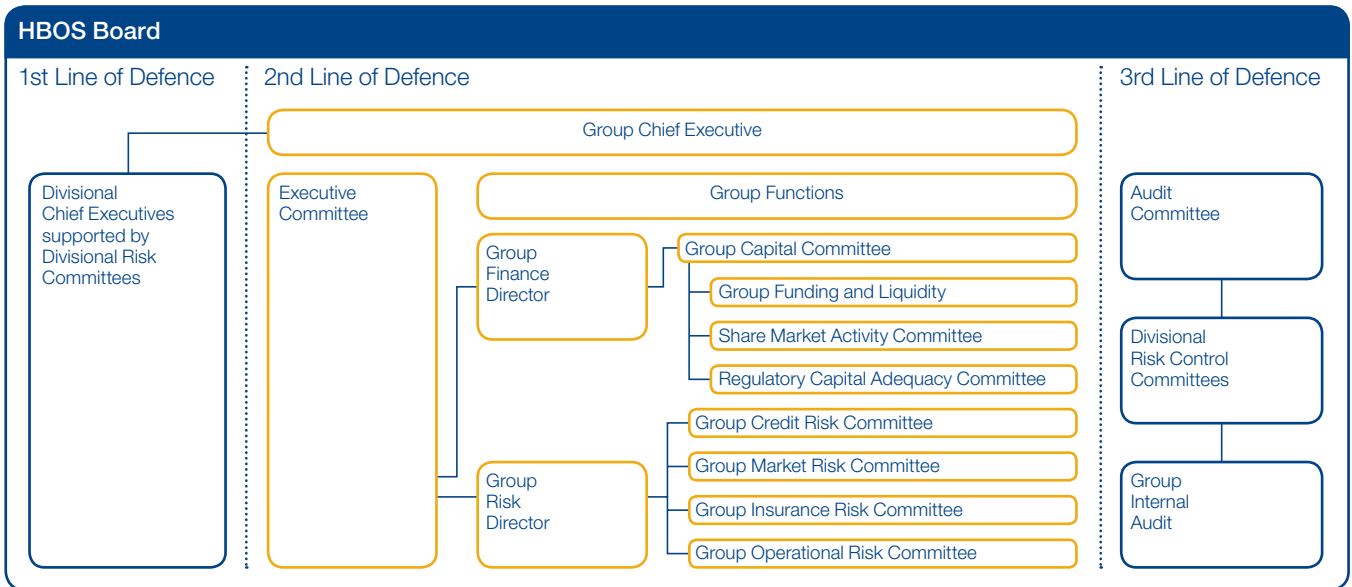 HBOS Board
1st Line of Defence
2nd Line of Defence
3rd Line of Defence
Group Chief Executive
Divisional
Chief Executives
supported by
Divisional Risk
Committees
Executive
Committee
Group Functions
Group
Finance
Director
Group Capital Committee
Group Funding and Liquidity
Share Market Activity Committee
Regulatory Capital Adequacy Committee
Group
Risk
Director
Group Credit Risk Committee
Group Market Risk Committee
Group Insurance Risk Committee
Group Operational Risk Committee
Audit
Committee
Divisional
Risk Control
Committees
Group
Internal
Audit